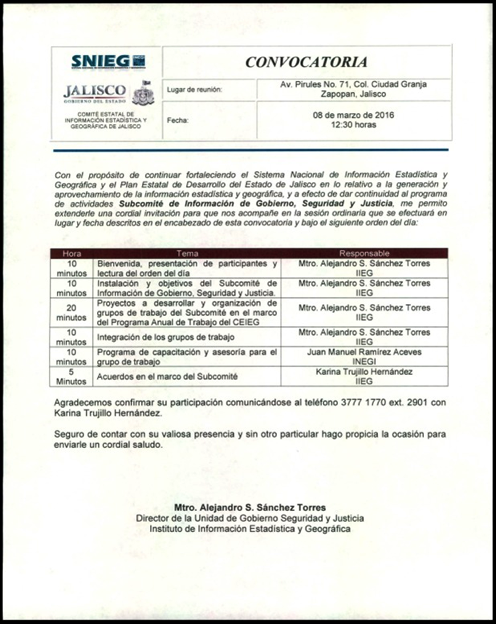 SNIEG
JALISCO
GOBIERNO DEL ESTADO
COMITÉ ESTATAL DE
INFORMACIÓN ESTADÍSTICA Y
GEOGRÁFICA DE JALISCO
CONVOCATORIA
Lugar de reunión:
Av. Pirules No. 71, Col. Ciudad Granja
Zapopan, Jalisco
Fecha:
08 de marzo de 2016
12:30 horas
Con el propósito de continuar fortaleciendo el Sistema Nacional de Información Estadística y
Geográfica y el Plan Estatal de Desarrollo del Estado de Jalisco en lo relativo a la generación y
aprovechamiento de la información estadística y geográfica, y a efecto de dar continuidad al programa
de actividades Subcomité de Información de Gobierno, Seguridad y Justicia, me permito
extenderle una cordial invitación para que nos acompañe en la sesión ordinaria que se efectuará en
lugar y fecha descritos en el encabezado de esta convocatoria y bajo el siguiente orden del día:
Hora Tema Responsable
10 minutos Bienvenida, presentación de participantes y Mtro. Alejandro S. Sánchez Torres
lectura del orden del día IIEG
10 minutos Instalación y objetivos del Subcomité de Mtro. Alejandro S. Sánchez Torres
Información de Gobierno, Seguridad y Justicia. IIEG
20 minutos Proyectos a desarrollar y organización de Mtro. Alejandro S. Sánchez Torres
grupos de trabajo del Subcomité en el marco IIEG
del Programa Anual de Trabajo del CEIEG
10 minutos Integración de los grupos de trabajo Mtro. Alejandro S. Sánchez Torres
IIEG
10 minutos Programa de capacitación y asesoría para el Juan Manuel Ramírez Aceves
grupo de trabajo INEGI
5 Minutos Acuerdos en el marco del Subcomité Karina Trujillo Hernández
IIEG
Agradecemos confirmar su participación comunicándose al teléfono 3777 1770 ext. 2901 con
Karina Trujillo Hernández.
Seguro de contar con su valiosa presencia y sin otro particular hago propicia la ocasión para
enviarle un cordial saludo.
Mtro. Alejandro S. Sánchez Torres
Director de la Unidad de Gobierno Seguridad y Justicia
Instituto de Información Estadística y Geográfica